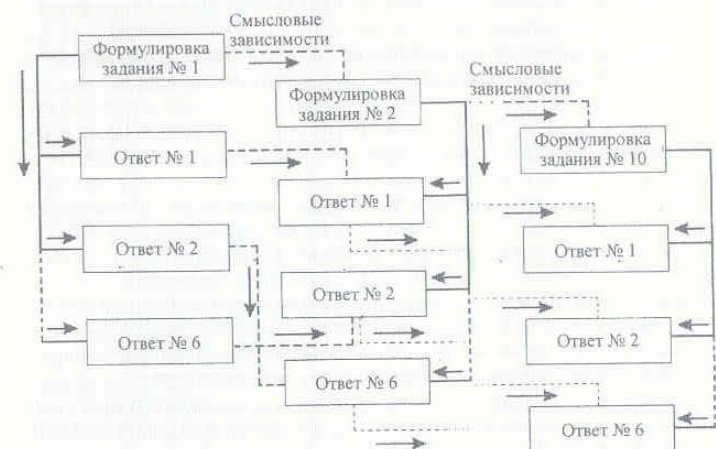 Смысловые
зависимости
Формулировка
задания № 1
Формулировка
задания № 2
Смысловые
зависимости
Формулировка
задания № 10
Ответ № 1
Ответ № 1
Ответ № 1
Ответ № 2
Ответ № 2
Ответ № 2
Ответ № 6
Ответ № 6
Ответ № 6